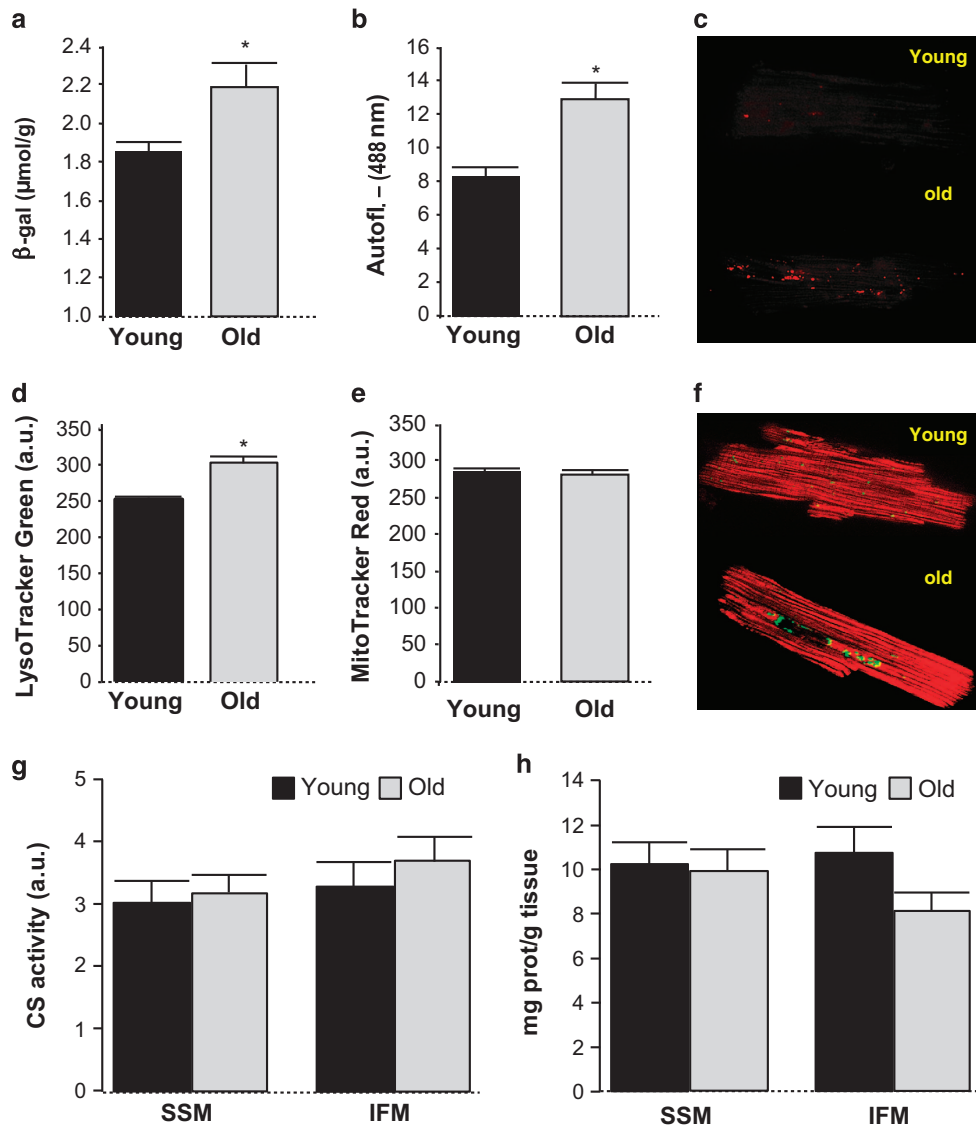 a
β-gal (µmol/g)
2.4
2.2
2.0
1.8
1.6
1.4
1.2
1.0
*
Young
Old
b
Autofl. – (488 nm)
16
14
12
10
8
6
4
2
0
*
Young
Old
c
Young
old
d
LysoTracker Green (a.u.)
350
300
250
200
150
100
50
0
*
Young
Old
e
MitoTracker Red (a.u.)
350
300
250
200
150
100
50
0
Young
Old
f
Young
old
g
CS activity (a.u.)
5
4
3
2
1
0
Young
Old
SSM
IFM
h
mg prot/g tissue
14
12
10
8
6
4
2
0
Young
Old
SSM
IFM